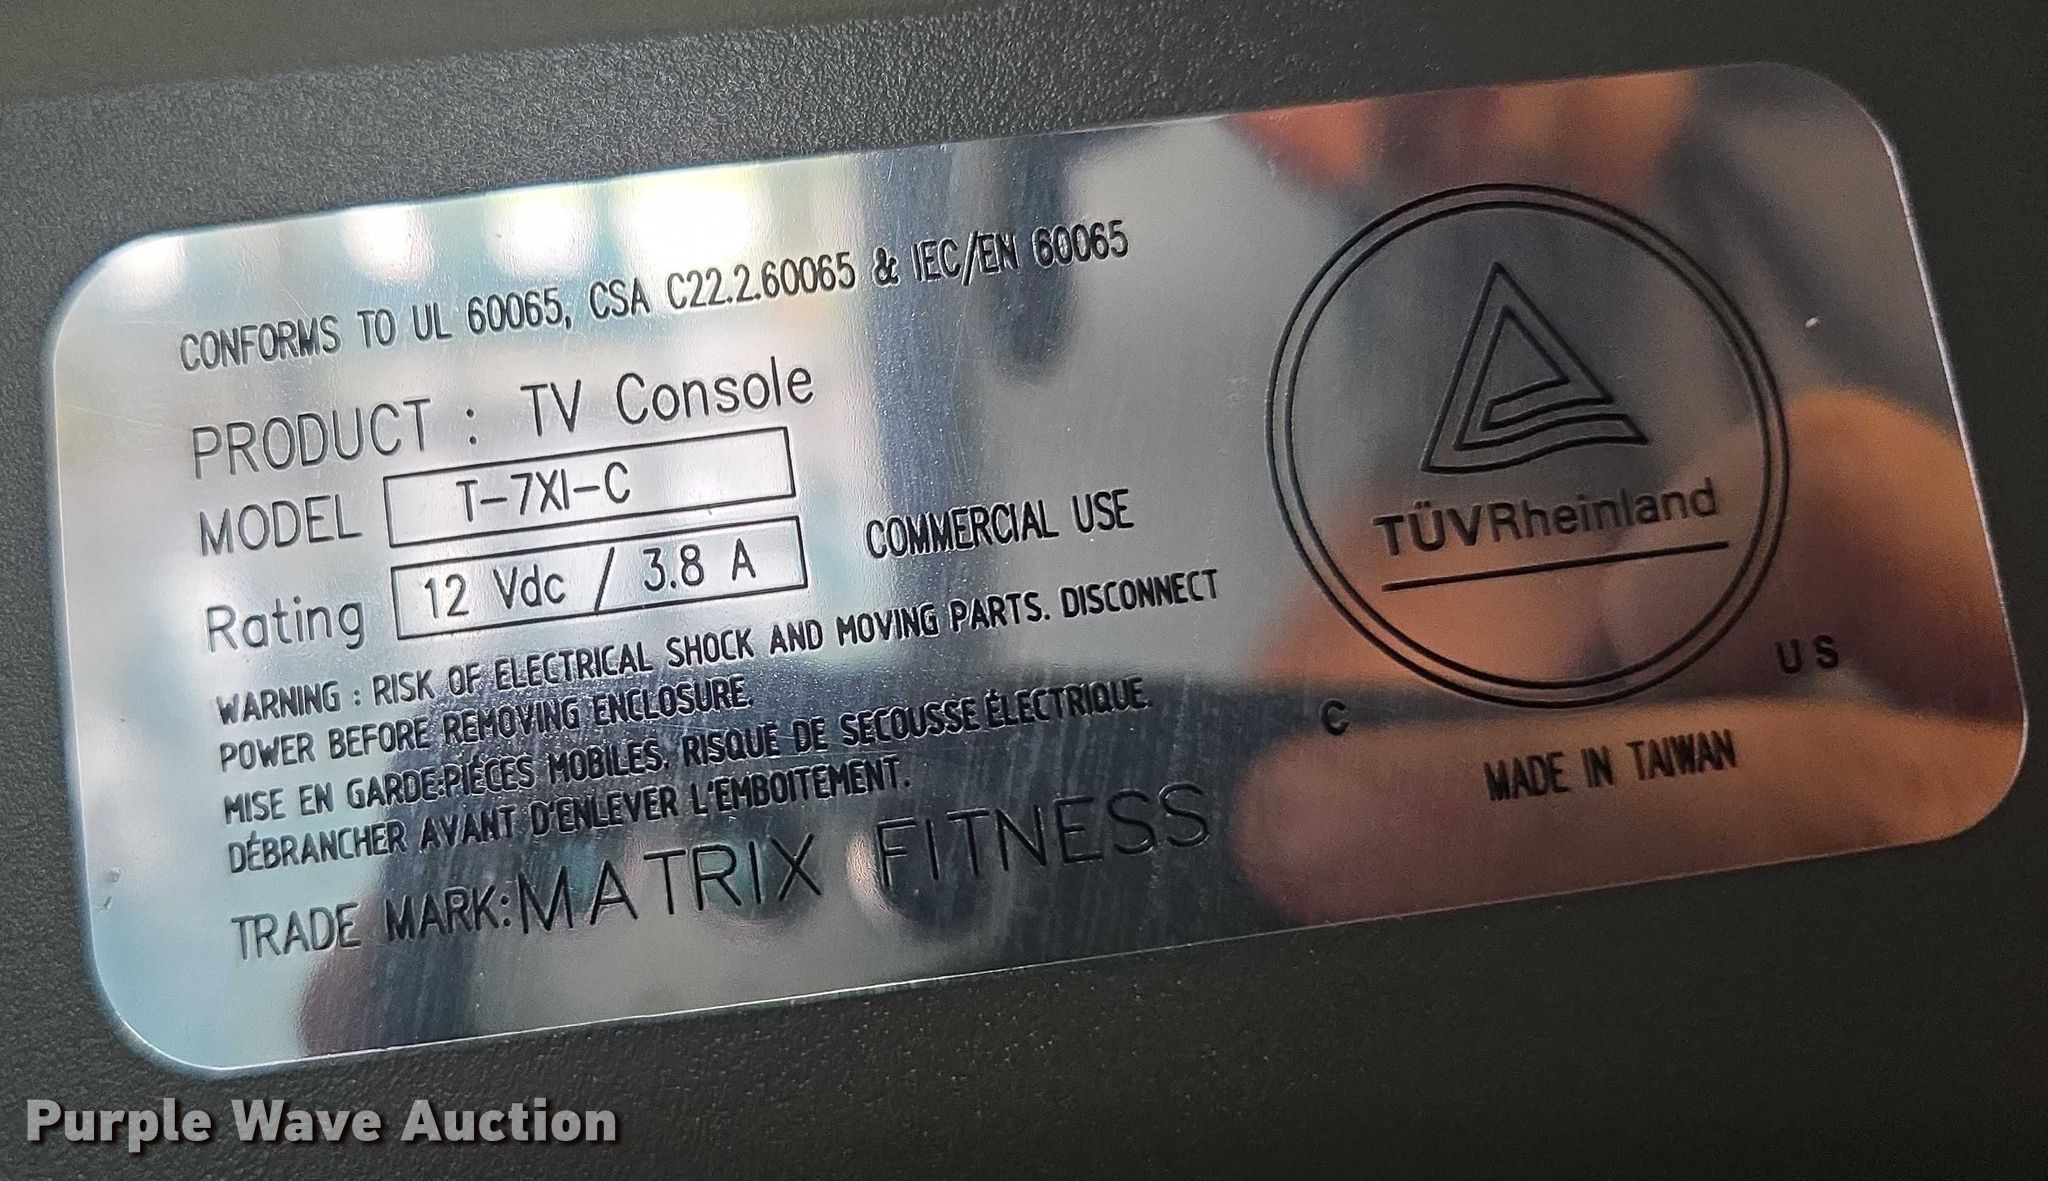 CONFORMS TO UL 60065, CSA C22.2.60065 & IEC/EN 60065
PRODUCT : TV Console
MODEL T-7XI-C
Rating 12 Vdc / 3.8 A
COMMERCIAL USE
WARNING : RISK OF ELECTRICAL SHOCK AND MOVING PARTS. DISCONNECT
POWER BEFORE REMOVING ENCLOSURE.
MISE EN GARDE:PIÉCES MOBILES. RISQUE DE SECOUSSE ÉLECTRIQUE.
DÉBRANCHER AVANT D'ENLEVER L'EMBOITEMENT.
TRADE MARK:MATRIX FITNESS
TÜVRheinland
C US
MADE IN TAIWAN
Purple Wave Auction